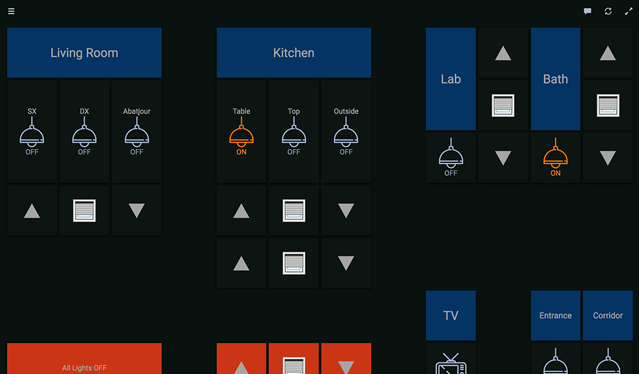 Living Room
SX
OFF
DX
OFF
Abatjour
OFF
All Lights OFF
Kitchen
Table
ON
Top
OFF
Outside
OFF
Lab
OFF
Bath
ON
TV
Entrance
Corridor